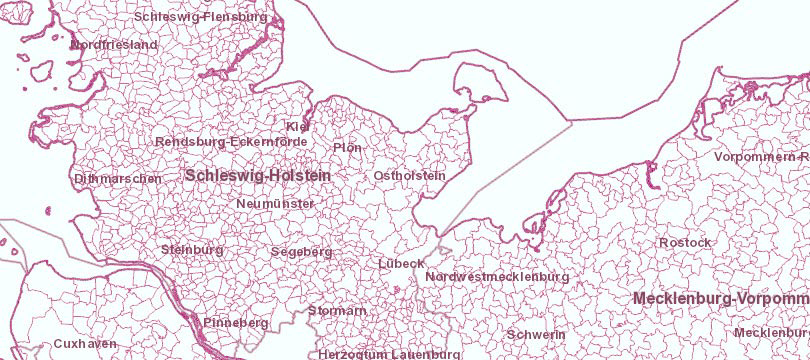 Schleswig-Flensburg
Nordfriesland
Kiel
Rendsburg-Eckernförde
Plön
Vorpommern-R
Dithmarschen
Schleswig-Holstein
Ostholstein
Neumünster
Rostock
Steinburg
Segeberg
Lübeck
Nordwestmecklenburg
Mecklenburg-Vorpomm
Stormarn
Pinneberg
Schwerin
Mecklenburg
Cuxhaven
Herzogtum Lauenburg